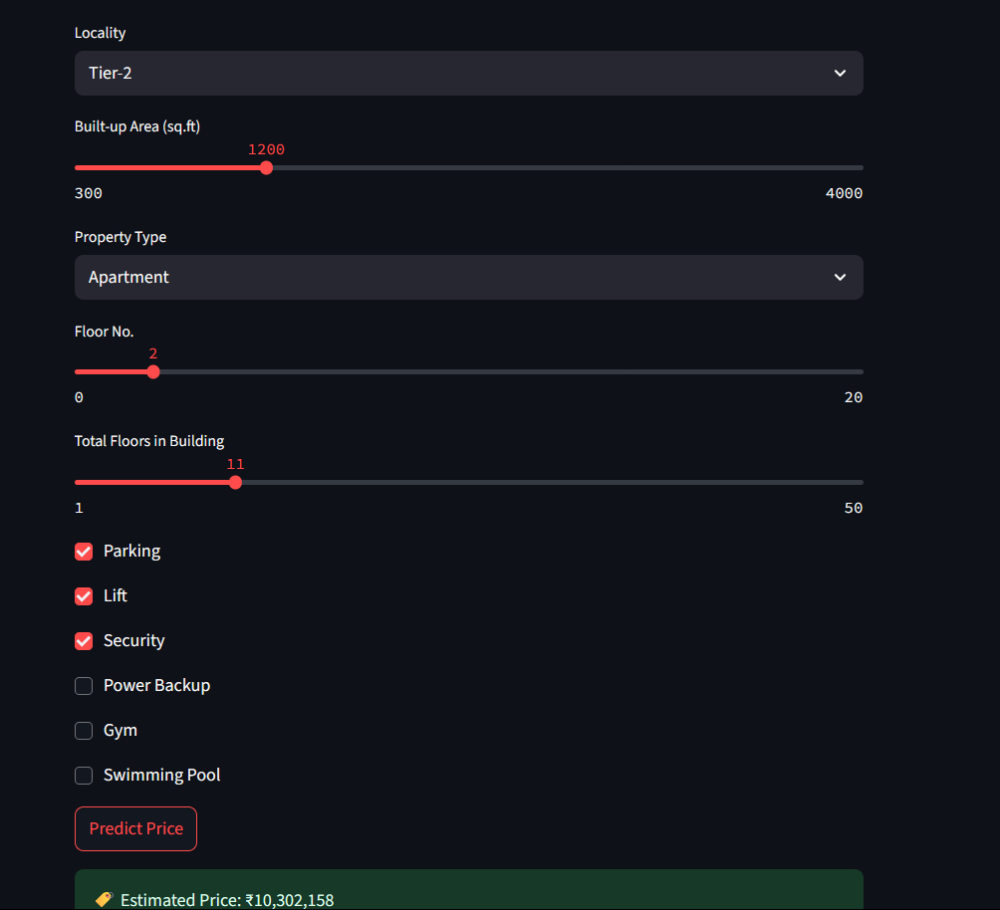 Locality
Tier-2
Built-up Area (sq.ft)
1200
300 4000
Property Type
Apartment
Floor No.
2
0 20
Total Floors in Building
11
1 50
Parking
Lift
Security
Power Backup
Gym
Swimming Pool
Predict Price
Estimated Price: ₹10,302,158